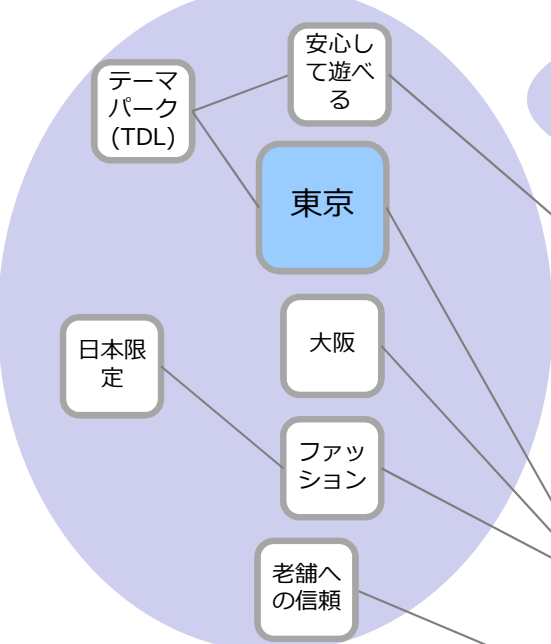 安心し
て遊べ
る
テーマ
パーク
(TDL)
東京
大阪
日本限
定
ファッ
ション
老舗へ
の信頼